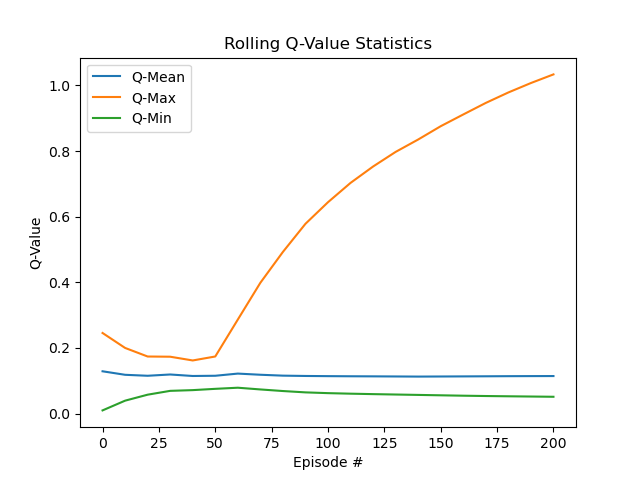 Rolling Q-Value Statistics
Q-Mean
Q-Max
Q-Min
Q-Value
1.0
0.8
0.6
0.4
0.2
0.0
0 25 50 75 100 125 150 175 200
Episode #